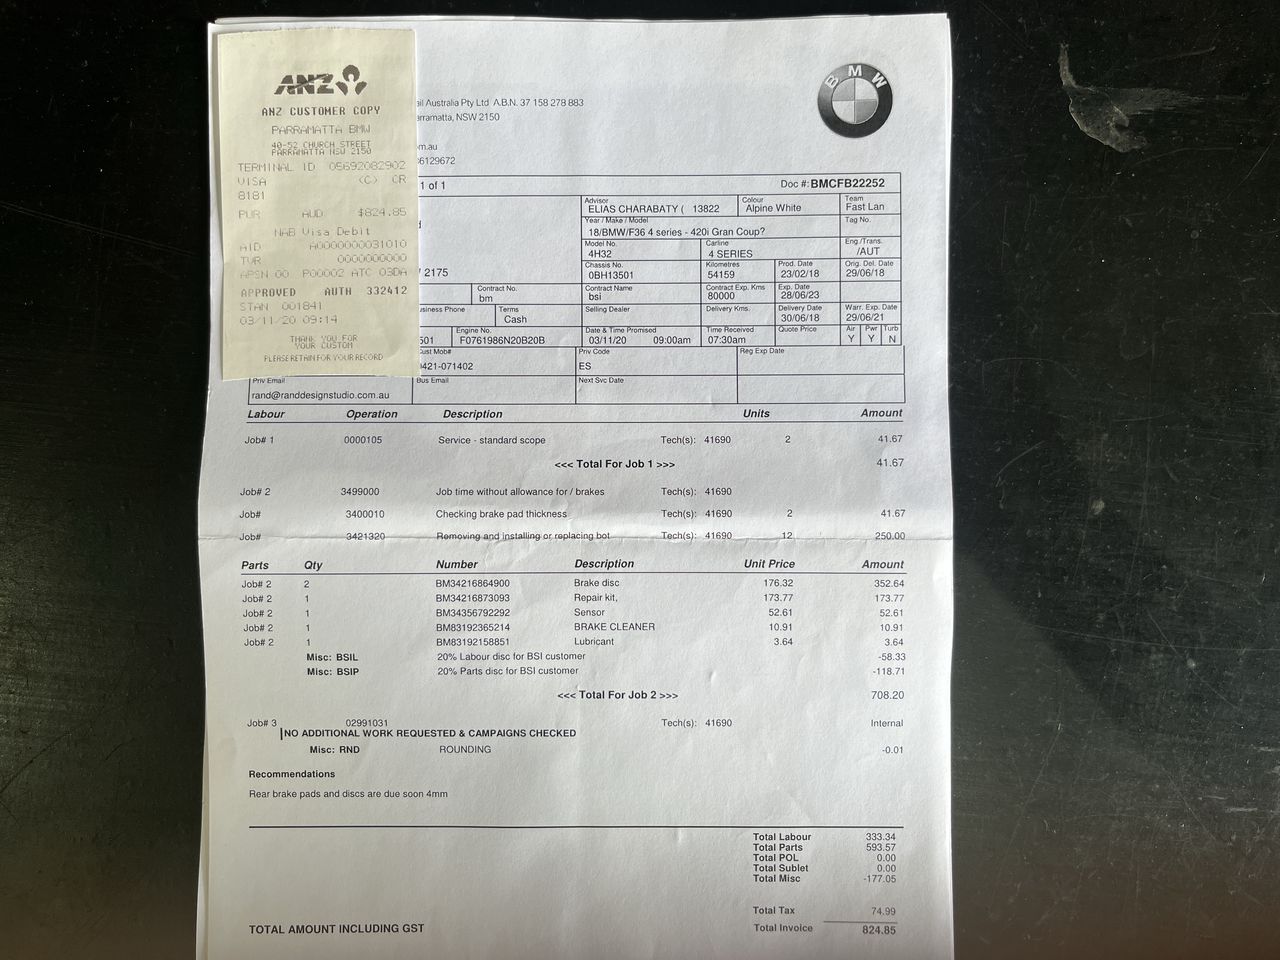 ANZ
ANZ CUSTOMER COPY
PARRAMATTA BMW
40-52 CHURCH STREET
PARRAMATTA NSW 2150
TERMINAL ID 05692082902
VISA (C) CR
8181
PUR AUD $824.85
NAB Visa Debit
AID A0000000031010
TVR 0000000000
APSN 00 P00002 ATC 03DA
APPROVED AUTH 332412
STAN 001841
03/11/20 09:14
THANK YOU FOR
YOUR CUSTOM
PLEASE RETAIN FOR YOUR RECORD
BMW
ail Australia Pty Ltd A.B.N. 37 158 278 883
arramatta, NSW 2150
m.au
36129672
1 of 1 Doc #: BMCFB22252
Advisor Colour Team
ELIAS CHARABATY ( 13822 Alpine White Fast Lan
Year / Make / Model Tag No.
18/BMW/F36 4 series - 420i Gran Coup?
Model No. Carline Eng./Trans.
4H32 4 SERIES /AUT
Chassis No. Kilometres Prod. Date Orig. Del. Date
/ 2175 0BH13501 54159 23/02/18 29/06/18
Contract No. Contract Name Contract Exp. Kms Exp. Date
bm bsi 80000 28/06/23
usiness Phone Terms Selling Dealer Delivery Kms. Delivery Date Warr. Exp. Date
Cash 30/06/18 29/06/21
Engine No. Date & Time Promised Time Received Quote Price Air Pwr Turb
501 F0761986N20B20B 03/11/20 09:00am 07:30am Y Y N
Cust Mob# Priv Code Reg Exp Date
0421-071402 ES
Priv Email Bus Email Next Svc Date
rand@randdesignstudio.com.au
Labour Operation Description Units Amount
Job# 1 0000105 Service - standard scope Tech(s): 41690 2 41.67
<<< Total For Job 1 >>> 41.67
Job# 2 3499000 Job time without allowance for / brakes Tech(s): 41690
Job# 3400010 Checking brake pad thickness Tech(s): 41690 2 41.67
Job# 3421320 Removing and installing or replacing bot Tech(s): 41690 12 250.00
Parts Qty Number Description Unit Price Amount
Job# 2 2 BM34216864900 Brake disc 176.32 352.64
Job# 2 1 BM34216873093 Repair kit, 173.77 173.77
Job# 2 1 BM34356792292 Sensor 52.61 52.61
Job# 2 1 BM83192365214 BRAKE CLEANER 10.91 10.91
Job# 2 1 BM83192158851 Lubricant 3.64 3.64
Misc: BSIL 20% Labour disc for BSI customer -58.33
Misc: BSIP 20% Parts disc for BSI customer -118.71
<<< Total For Job 2 >>> 708.20
Job# 3 02991031 Tech(s): 41690 Internal
NO ADDITIONAL WORK REQUESTED & CAMPAIGNS CHECKED
Misc: RND ROUNDING -0.01
Recommendations
Rear brake pads and discs are due soon 4mm
Total Labour 333.34
Total Parts 593.57
Total POL 0.00
Total Sublet 0.00
Total Misc -177.05
Total Tax 74.99
TOTAL AMOUNT INCLUDING GST Total Invoice 824.85